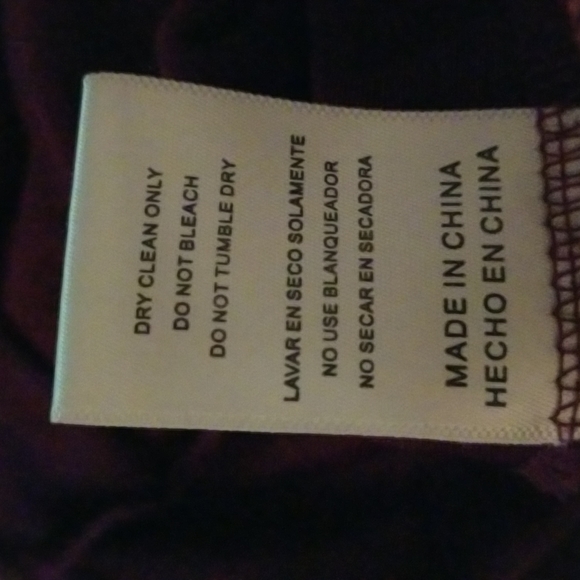 DRY CLEAN ONLY
DO NOT BLEACH
DO NOT TUMBLE DRY
LAVAR EN SECO SOLAMENTE
NO USE BLANQUEADOR
NO SECAR EN SECADORA
MADE IN CHINA
HECHO EN CHINA